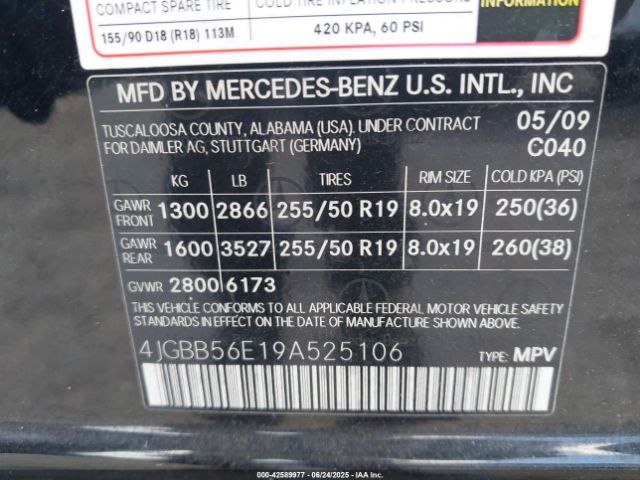 COMPACT SPARE TIRE COLD TIRE INFLATION PRESSURE INFORMATION
155/90 D18 (R18) 113M 420 KPA, 60 PSI
MFD BY MERCEDES-BENZ U.S. INTL., INC
TUSCALOOSA COUNTY, ALABAMA (USA). UNDER CONTRACT 05/09
FOR DAIMLER AG, STUTTGART (GERMANY) C040
KG LB TIRES RIM SIZE COLD KPA (PSI)
GAWR FRONT 1300 2866 255/50 R19 8.0x19 250(36)
GAWR REAR 1600 3527 255/50 R19 8.0x19 260(38)
GVWR 2800 6173
THIS VEHICLE CONFORMS TO ALL APPLICABLE FEDERAL MOTOR VEHICLE SAFETY
STANDARDS IN EFFECT ON THE DATE OF MANUFACTURE SHOWN ABOVE.
4JGBB56E19A525106 TYPE: MPV
000-42589977 - 06/24/2025 - IAA Inc.